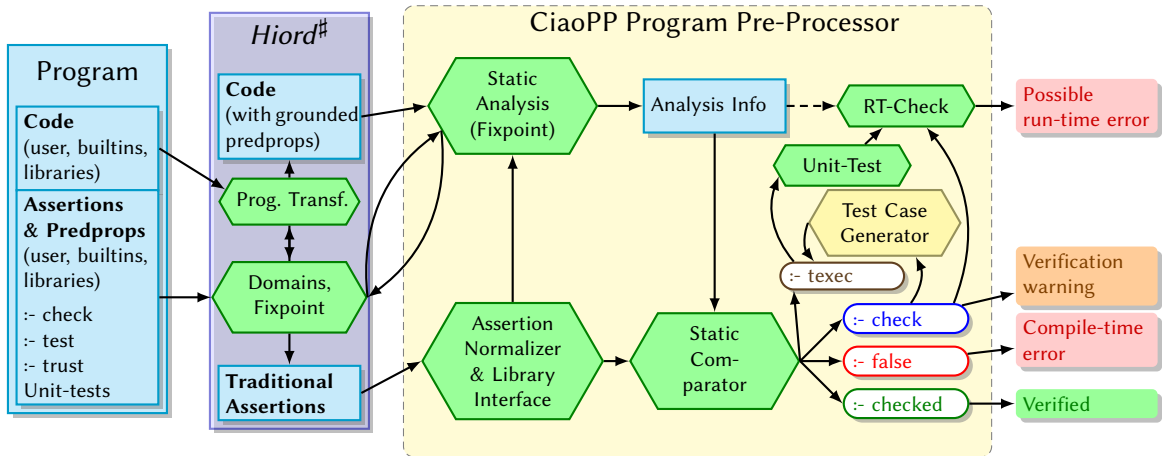 Program
Code
(user, builtins,
libraries)
Assertions
& Predprops
(user, builtins,
libraries)
:- check
:- test
:- trust
Unit-tests
Hiord♯
Code
(with grounded
predprops)
Prog. Transf.
Domains,
Fixpoint
Traditional
Assertions
CiaoPP Program Pre-Processor
Static
Analysis
(Fixpoint)
Analysis Info
RT-Check
Unit-Test
Test Case
Generator
:- texec
Assertion
Normalizer
& Library
Interface
Static
Com-
parator
:- check
:- false
:- checked
Possible
run-time error
Verification
warning
Compile-time
error
Verified